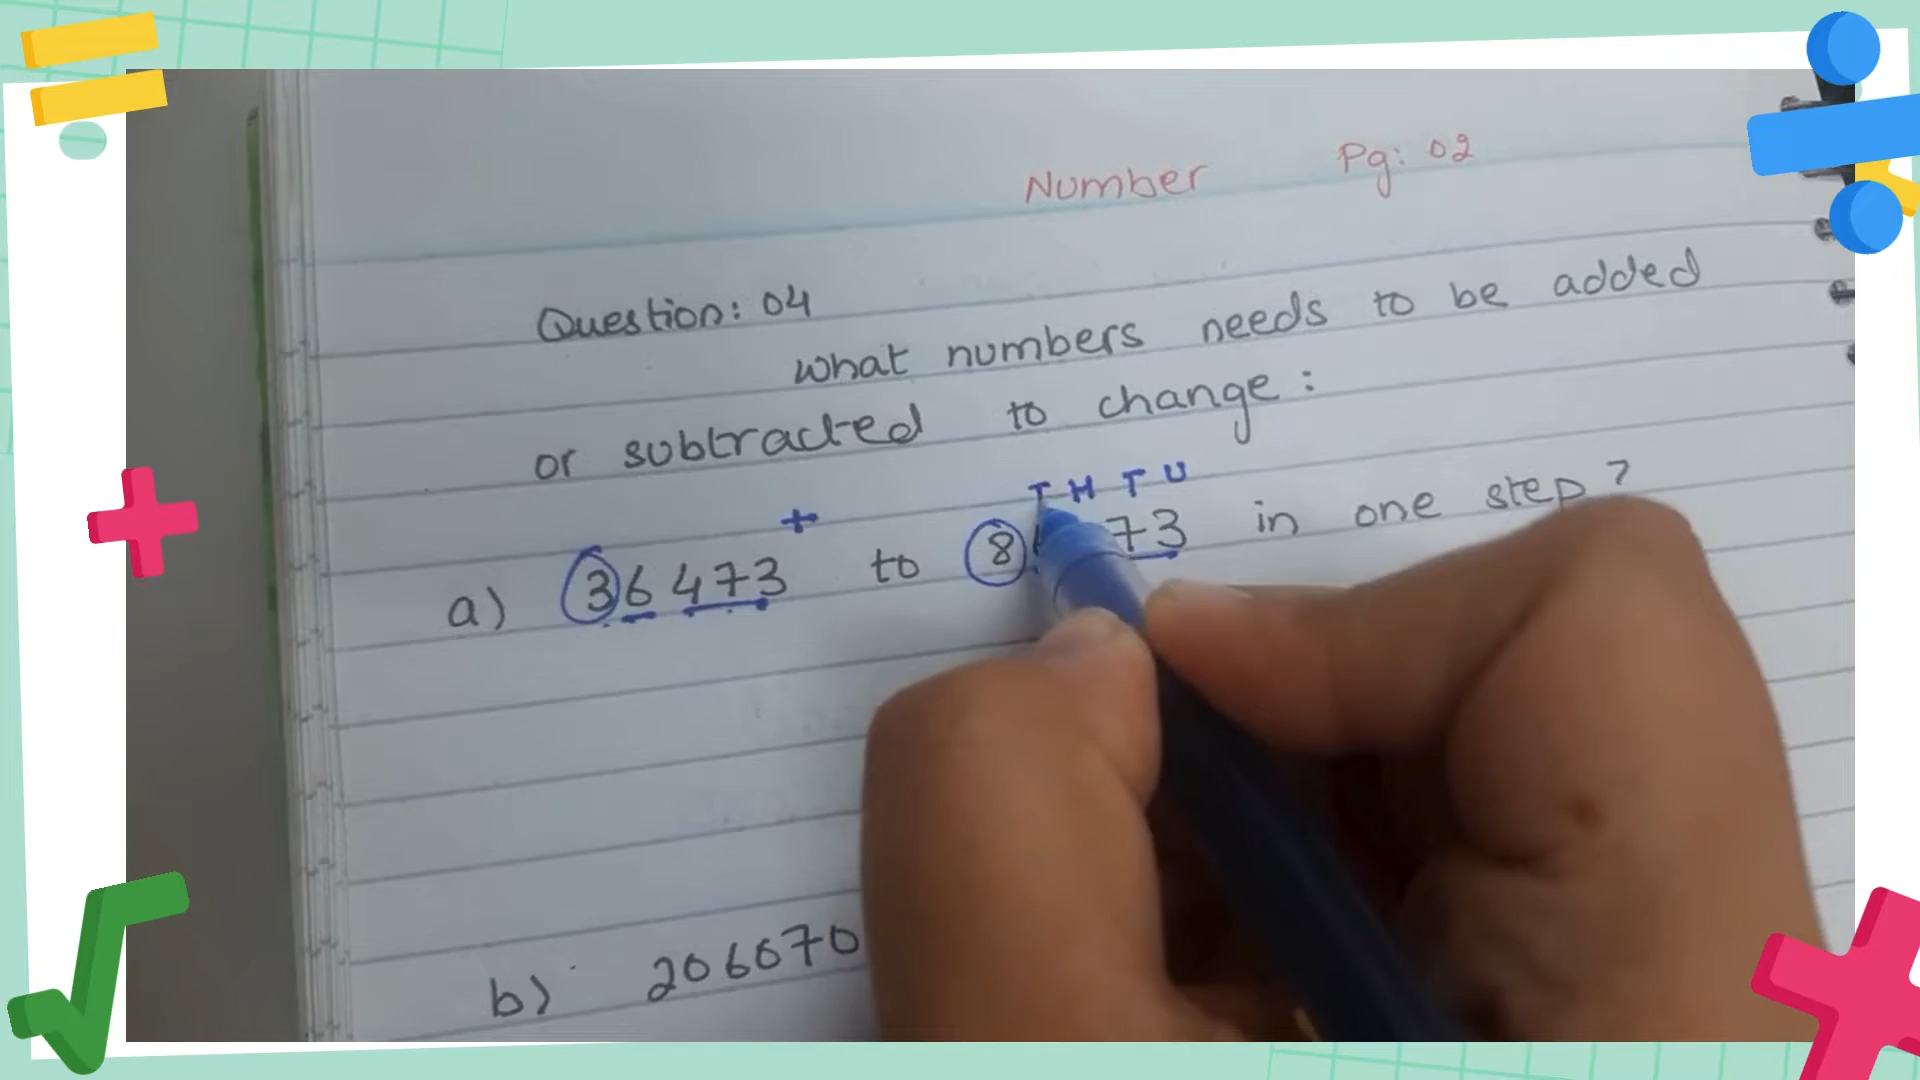 Number Pg: 02
Question: 04
What numbers needs to be added
or subtracted to change:
T H T U
+
a) 36473 to 8 73 in one step?
b) 206070